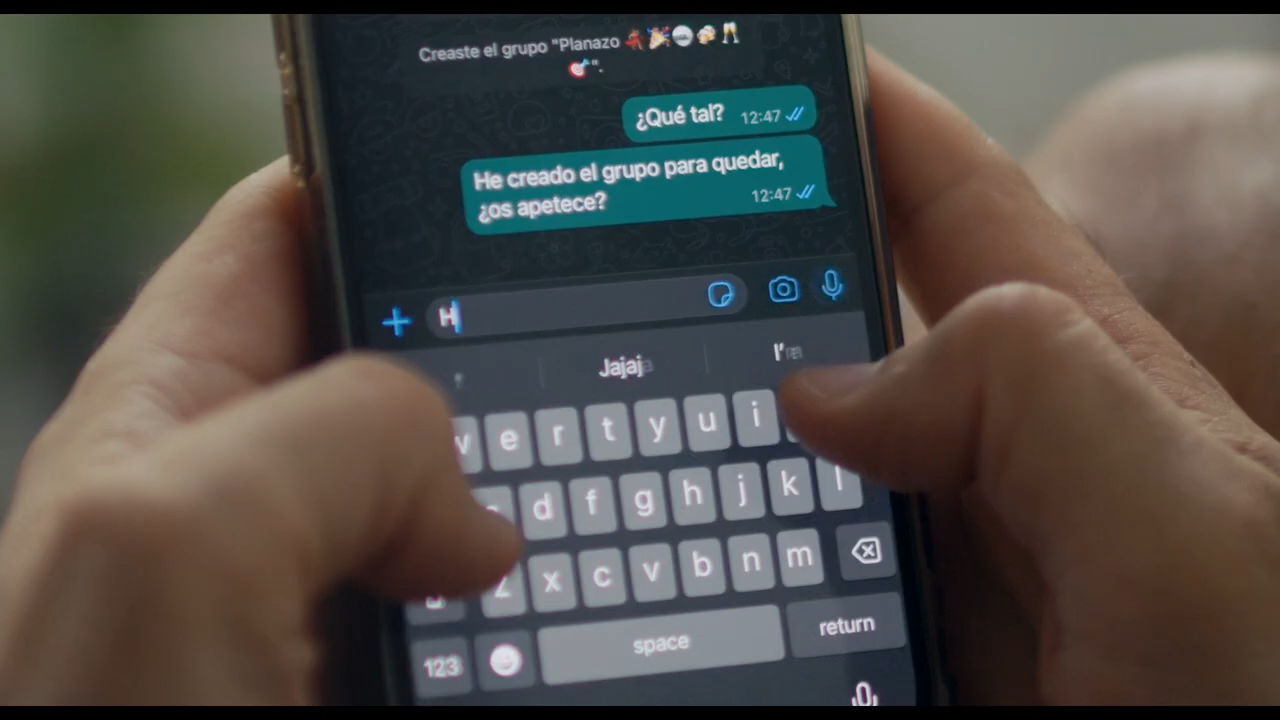 Creaste el grupo "Planazo 💃🎉🪩🍻🥂
🎯".
¿Qué tal? 12:47
He creado el grupo para quedar,
¿os apetece? 12:47
H
Jajaj I'm
e r t y u i
d f g h j k l
z x c v b n m
123 space return